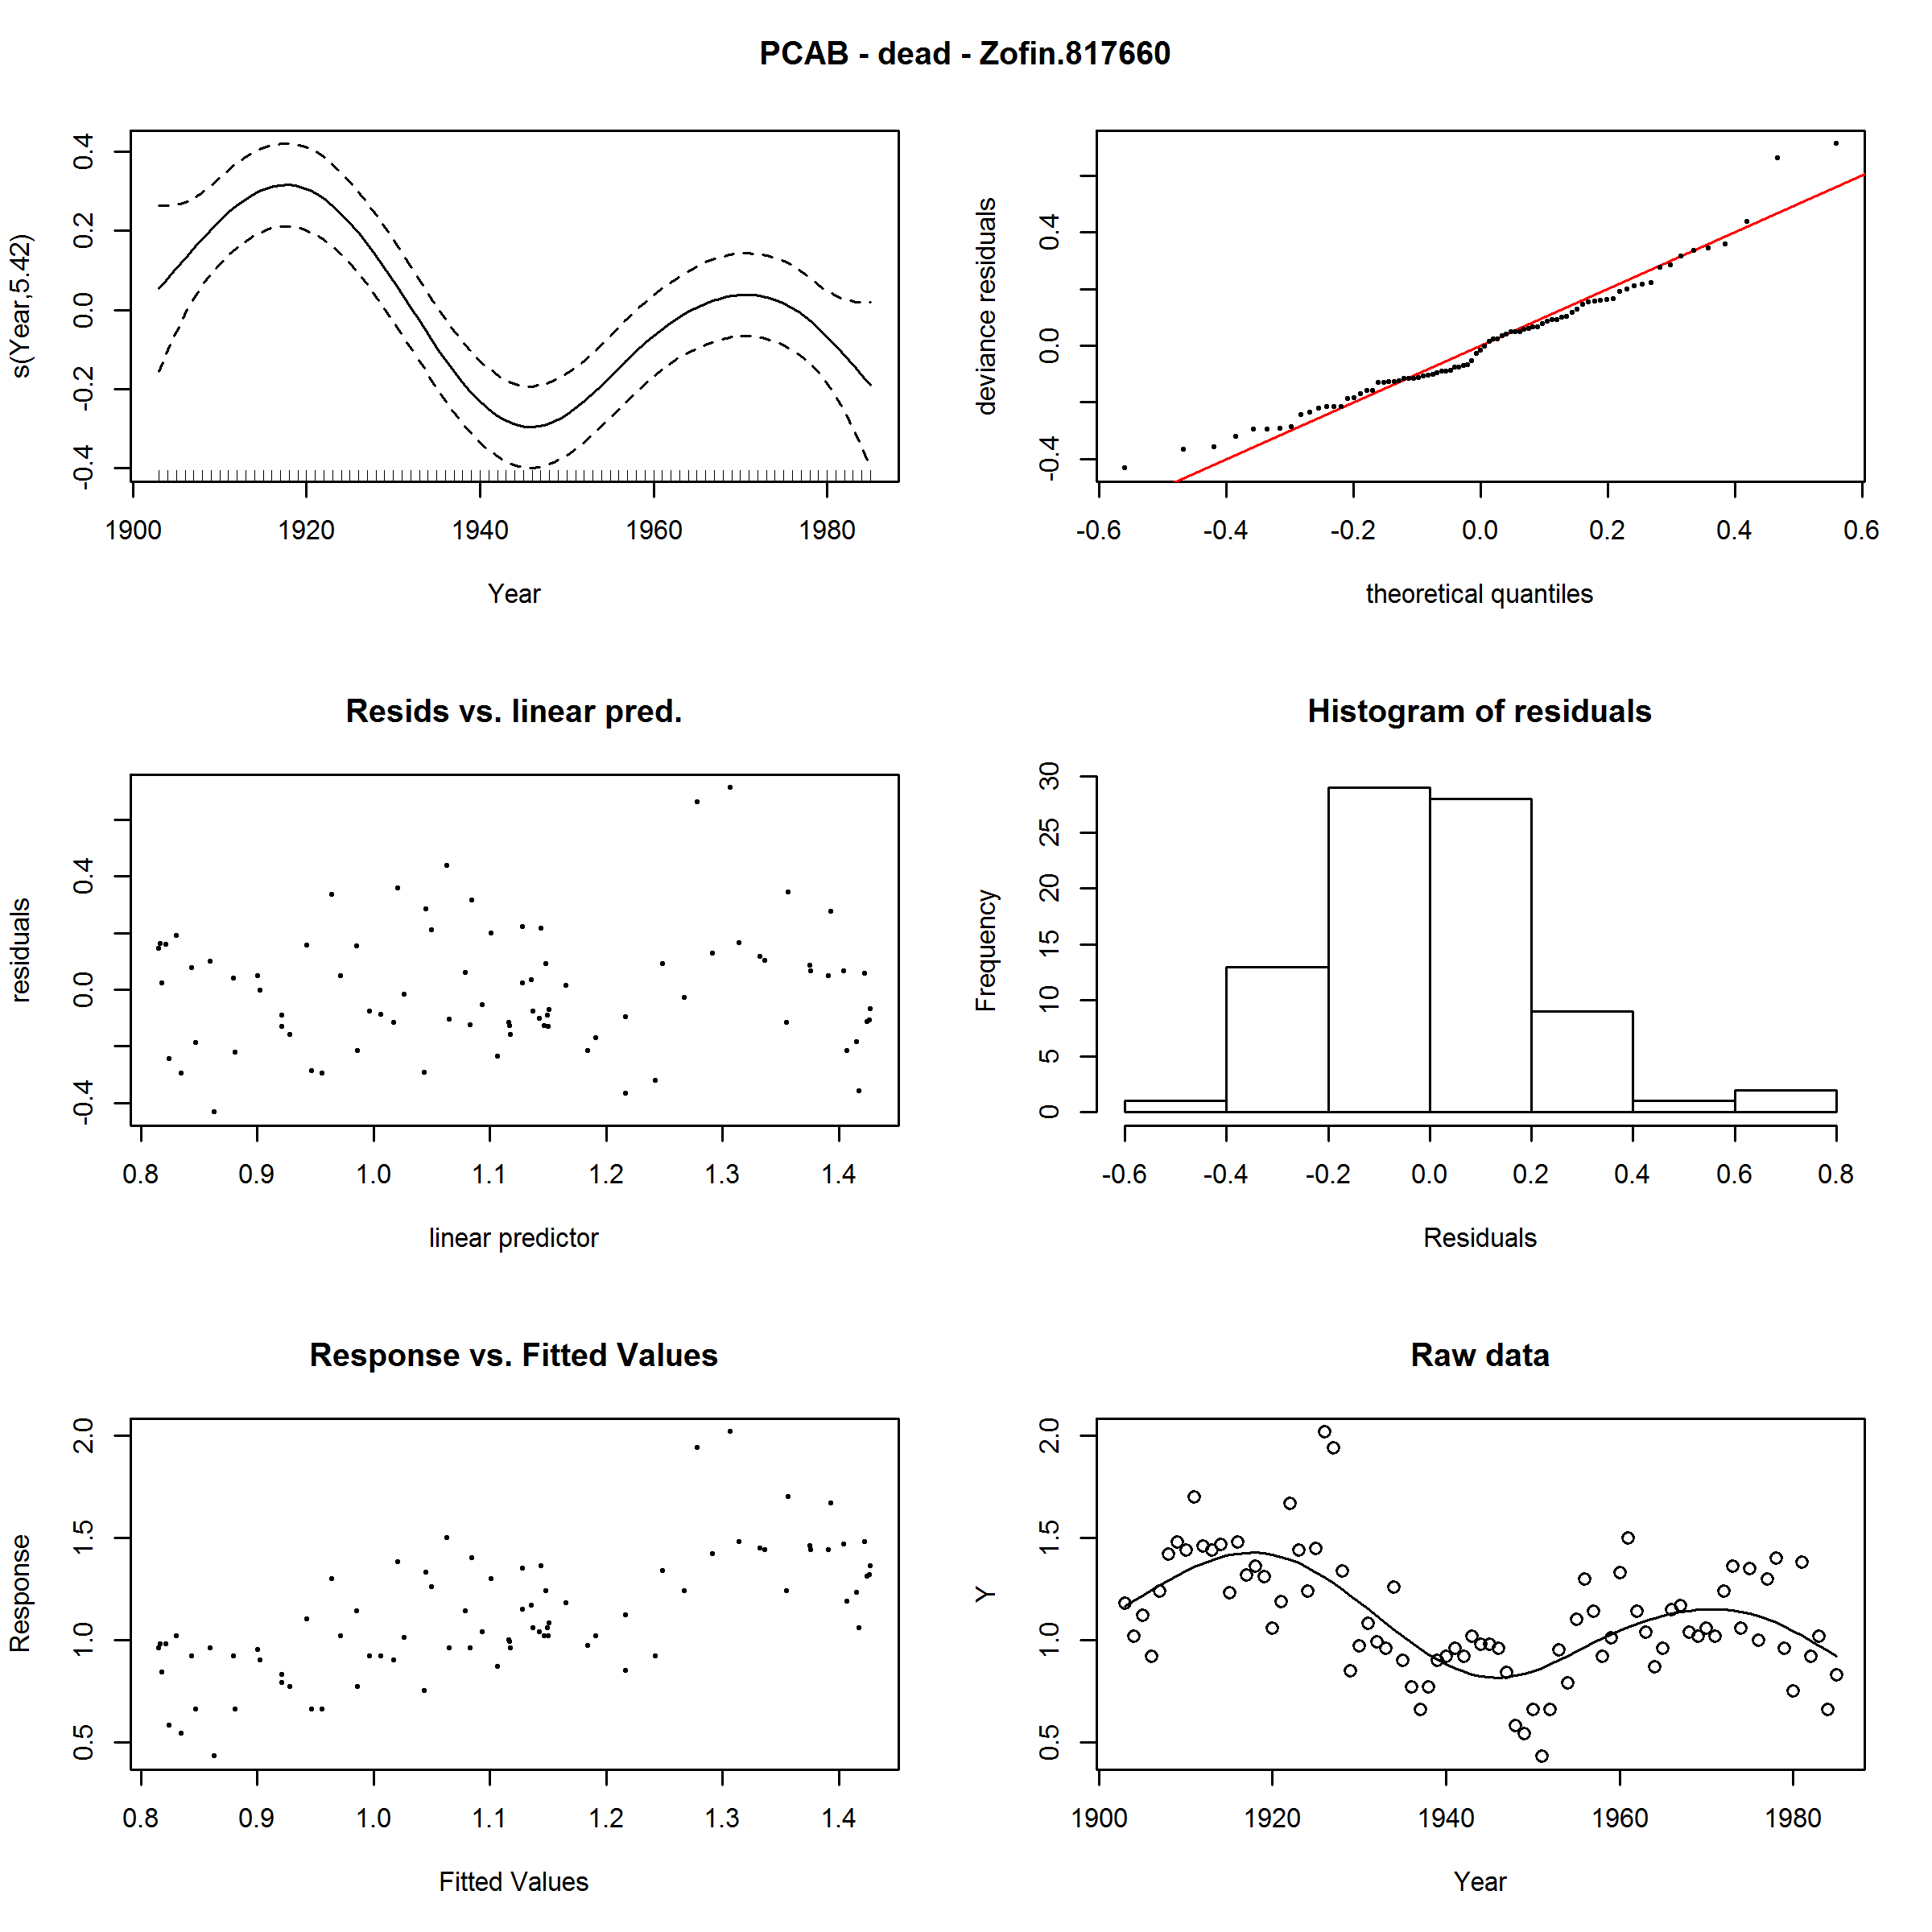 PCAB - dead - Zofin.817660
s(Year,5.42)
0.4
0.2
0.0
-0.2
-0.4
1900 1920 1940 1960 1980
Year
deviance residuals
0.4
0.0
-0.4
-0.6 -0.4 -0.2 0.0 0.2 0.4 0.6
theoretical quantiles
Resids vs. linear pred.
residuals
0.4
0.0
-0.4
0.8 0.9 1.0 1.1 1.2 1.3 1.4
linear predictor
Histogram of residuals
Frequency
30
25
20
15
10
5
0
-0.6 -0.4 -0.2 0.0 0.2 0.4 0.6 0.8
Residuals
Response vs. Fitted Values
Response
2.0
1.5
1.0
0.5
0.8 0.9 1.0 1.1 1.2 1.3 1.4
Fitted Values
Raw data
Y
2.0
1.5
1.0
0.5
1900 1920 1940 1960 1980
Year